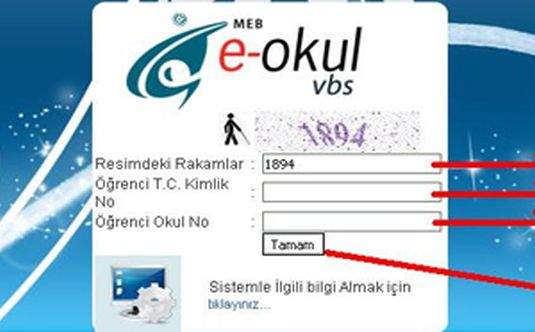 MEB
e-okul
vbs
1894
Resimdeki Rakamlar : 1894
Öğrenci T.C. Kimlik
No :
Öğrenci Okul No :
Tamam
Sistemle İlgili bilgi Almak için
tıklayınız...